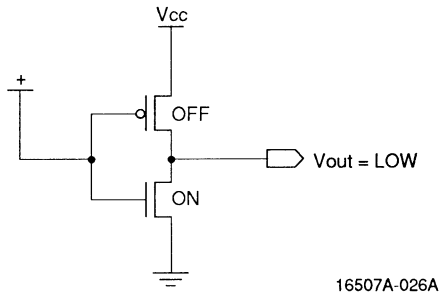 Vcc
+
OFF
Vout = LOW
ON
16507A-026A